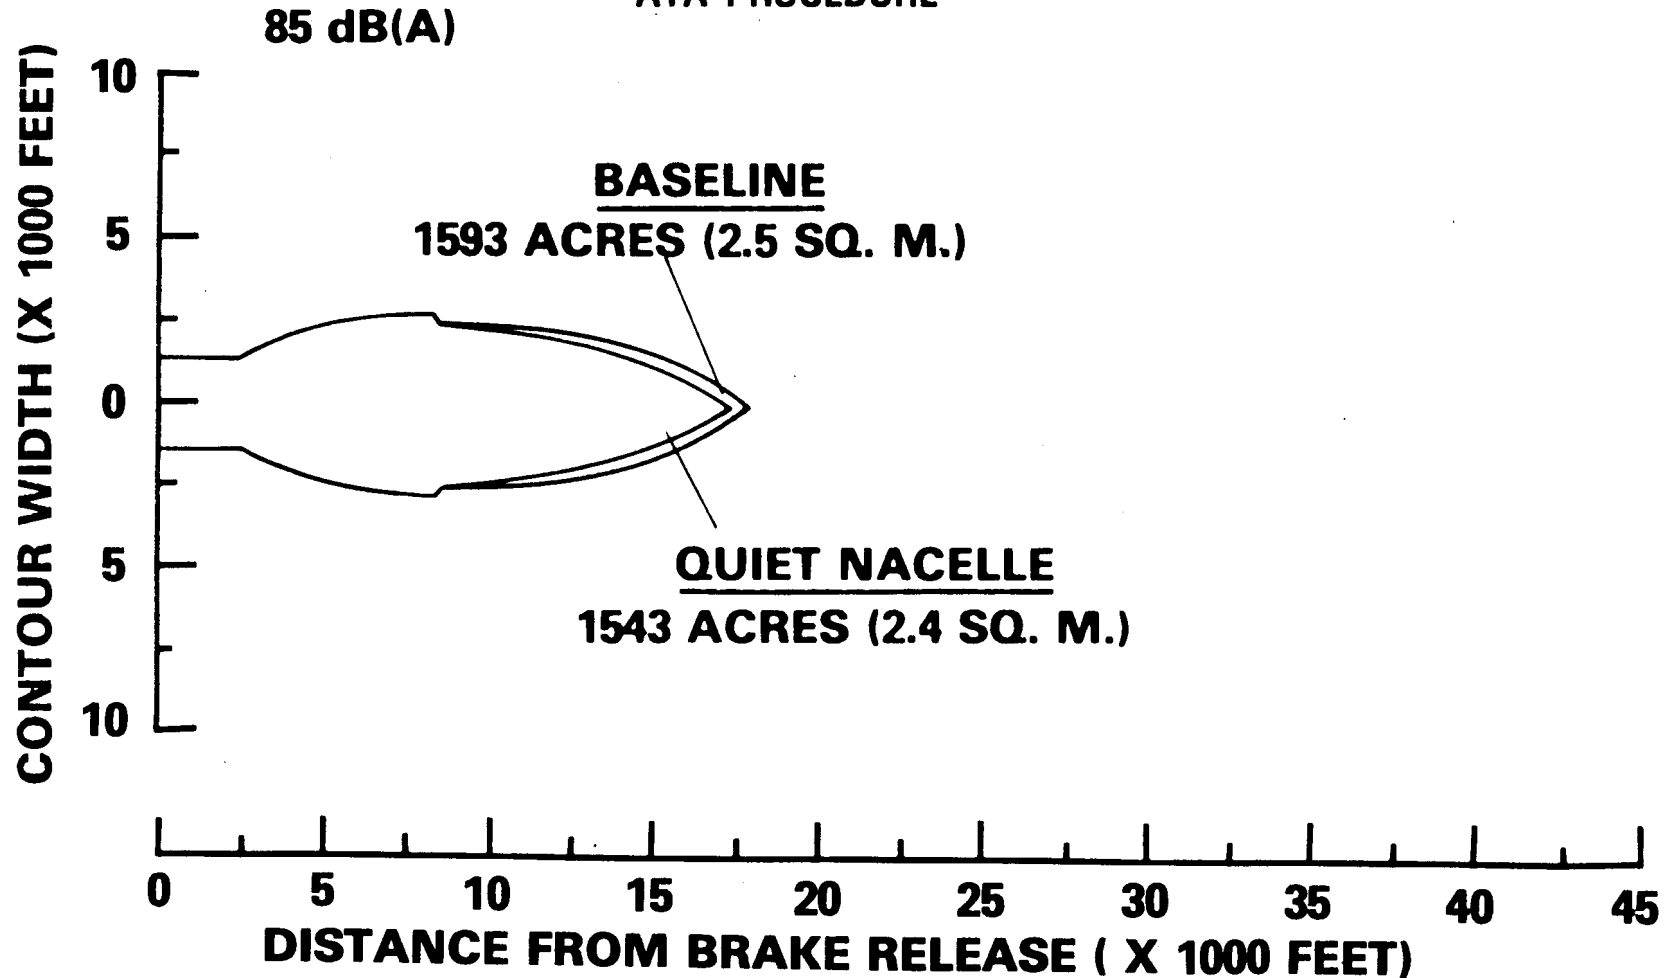 ATA PROCEDURE
85 dB(A)
CONTOUR WIDTH (X 1000 FEET)
10
5
0
5
10
BASELINE
1593 ACRES (2.5 SQ. M.)
QUIET NACELLE
1543 ACRES (2.4 SQ. M.)
0 5 10 15 20 25 30 35 40 45
DISTANCE FROM BRAKE RELEASE ( X 1000 FEET)